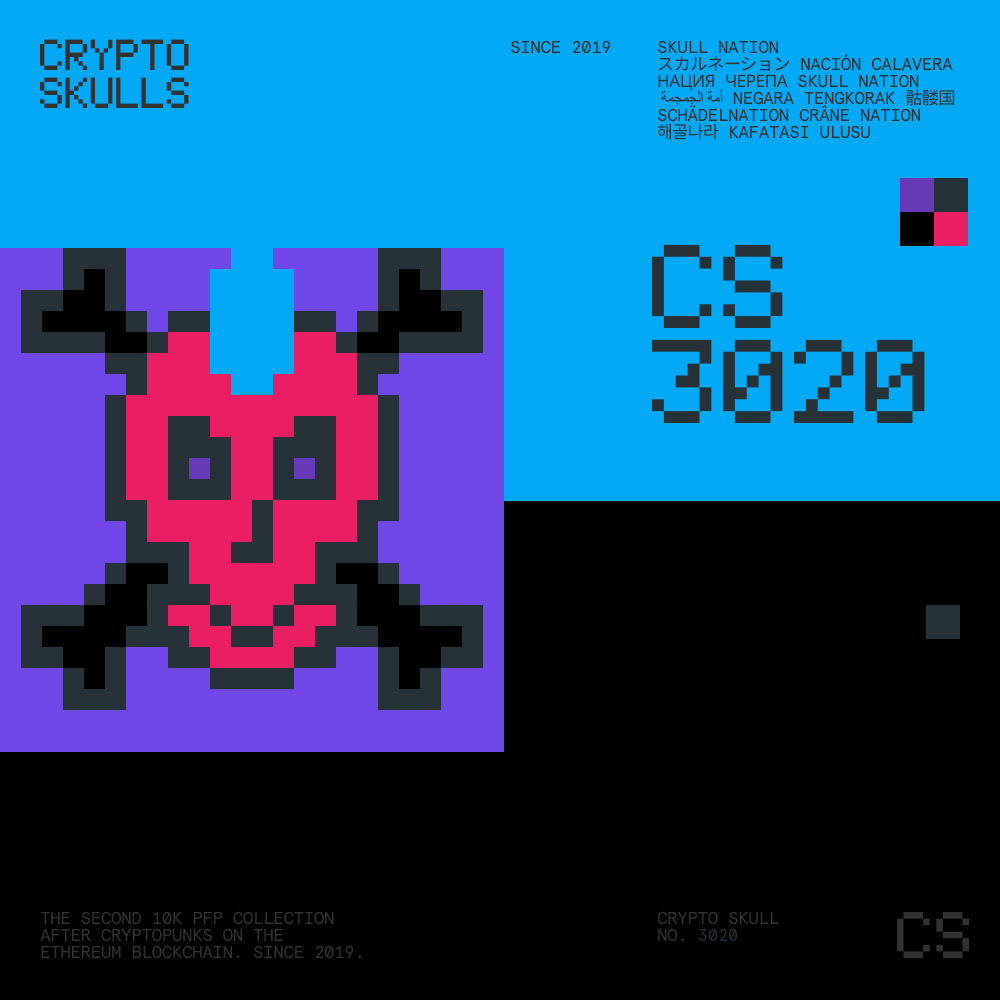 CRYPTO
SKULLS
SINCE 2019
SKULL NATION
スカルネーション NACIÓN CALAVERA
НАЦИЯ ЧЕРЕПА SKULL NATION
أمة الجمجمة NEGARA TENGKORAK 骷髅国
SCHÄDELNATION CRÂNE NATION
해골나라 KAFATASI ULUSU
CS
3020
THE SECOND 10K PFP COLLECTION
AFTER CRYPTOPUNKS ON THE
ETHEREUM BLOCKCHAIN. SINCE 2019.
CRYPTO SKULL
NO. 3020
CS